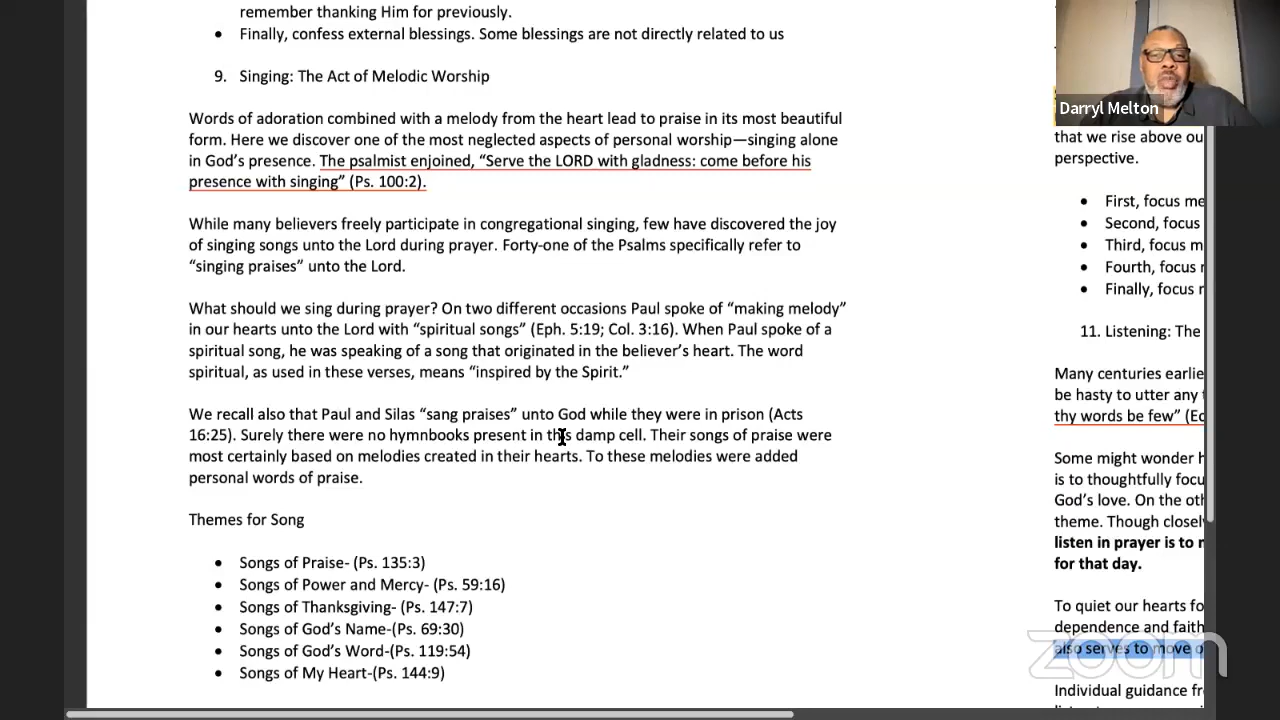 remember thanking Him for previously.
• Finally, confess external blessings. Some blessings are not directly related to us
9. Singing: The Act of Melodic Worship
Words of adoration combined with a melody from the heart lead to praise in its most beautiful
form. Here we discover one of the most neglected aspects of personal worship—singing alone
in God's presence. The psalmist enjoined, “Serve the LORD with gladness: come before his
presence with singing” (Ps. 100:2).
While many believers freely participate in congregational singing, few have discovered the joy
of singing songs unto the Lord during prayer. Forty-one of the Psalms specifically refer to
“singing praises” unto the Lord.
What should we sing during prayer? On two different occasions Paul spoke of “making melody”
in our hearts unto the Lord with “spiritual songs” (Eph. 5:19; Col. 3:16). When Paul spoke of a
spiritual song, he was speaking of a song that originated in the believer's heart. The word
spiritual, as used in these verses, means “inspired by the Spirit.”
We recall also that Paul and Silas “sang praises” unto God while they were in prison (Acts
16:25). Surely there were no hymnbooks present in this damp cell. Their songs of praise were
most certainly based on melodies created in their hearts. To these melodies were added
personal words of praise.
Themes for Song
• Songs of Praise- (Ps. 135:3)
• Songs of Power and Mercy- (Ps. 59:16)
• Songs of Thanksgiving- (Ps. 147:7)
• Songs of God's Name-(Ps. 69:30)
• Songs of God's Word-(Ps. 119:54)
• Songs of My Heart-(Ps. 144:9)
Darryl Melton
that we rise above ou
perspective.
• First, focus me
• Second, focus
• Third, focus m
• Fourth, focus
• Finally, focus
11. Listening: The
Many centuries earlie
be hasty to utter any
thy words be few” (Ec
Some might wonder h
is to thoughtfully focu
God's love. On the ot
theme. Though closel
listen in prayer is to
for that day.
To quiet our hearts fo
dependence and faith
also serves to move o
zoom
Individual guidance fr